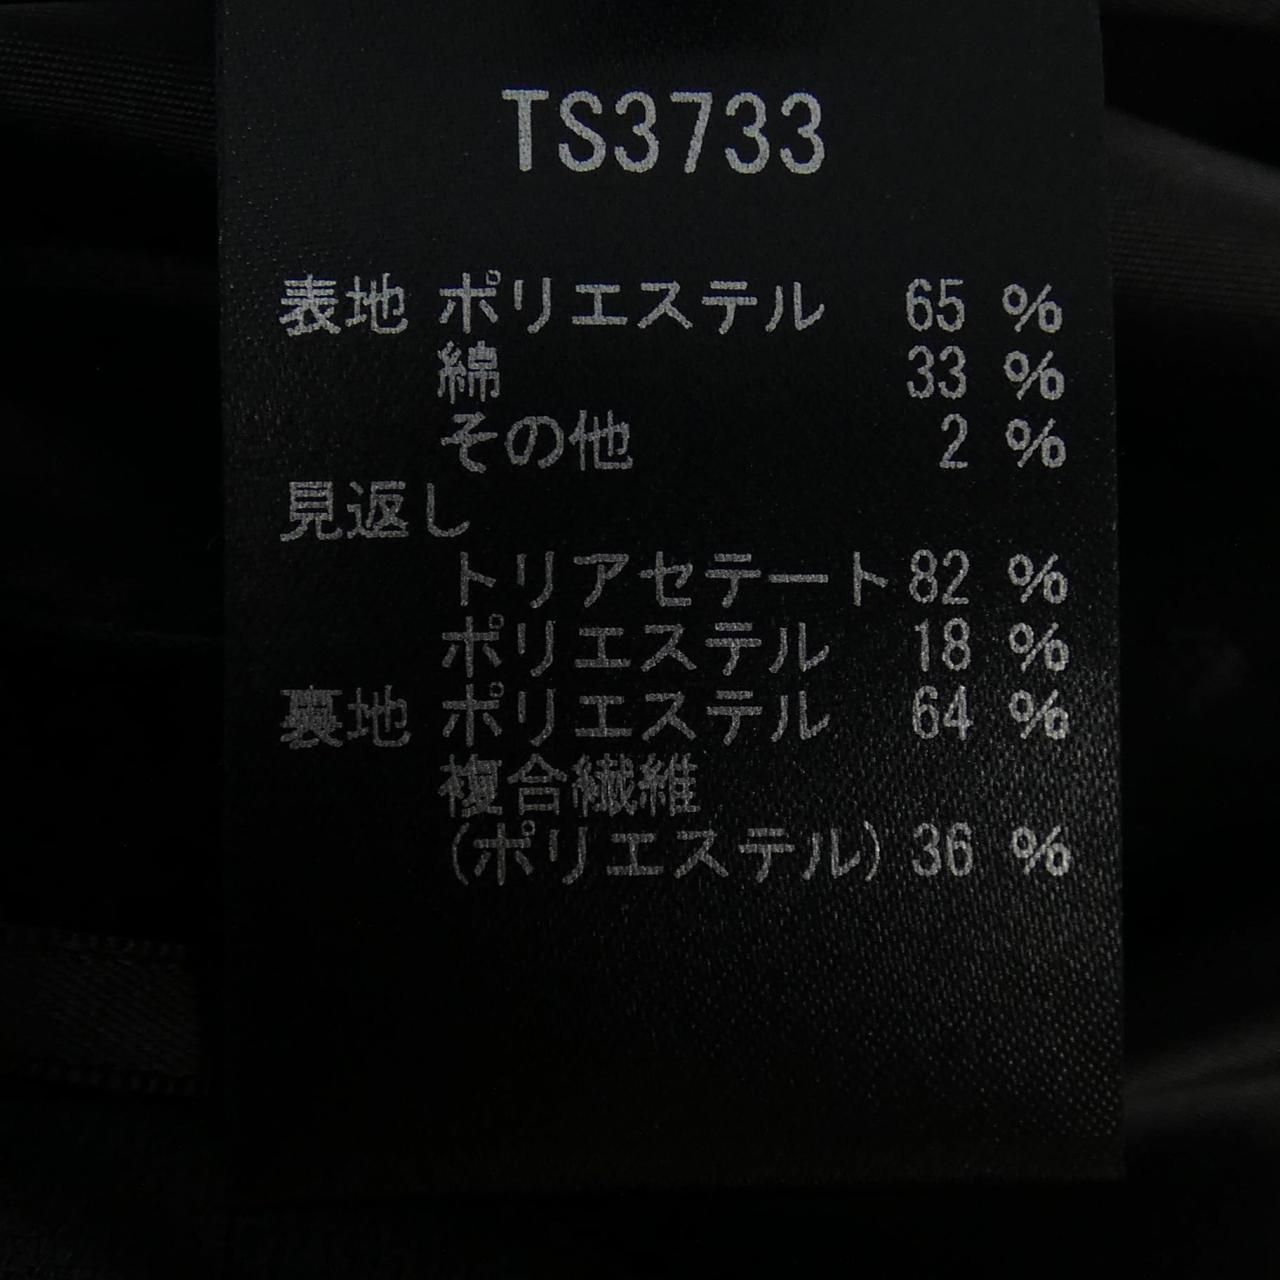 TS3733
表地 ポリエステル 65 %
綿 33 %
その他 2 %
見返し
トリアセテート 82 %
ポリエステル 18 %
裏地 ポリエステル 64 %
複合繊維
(ポリエステル) 36 %